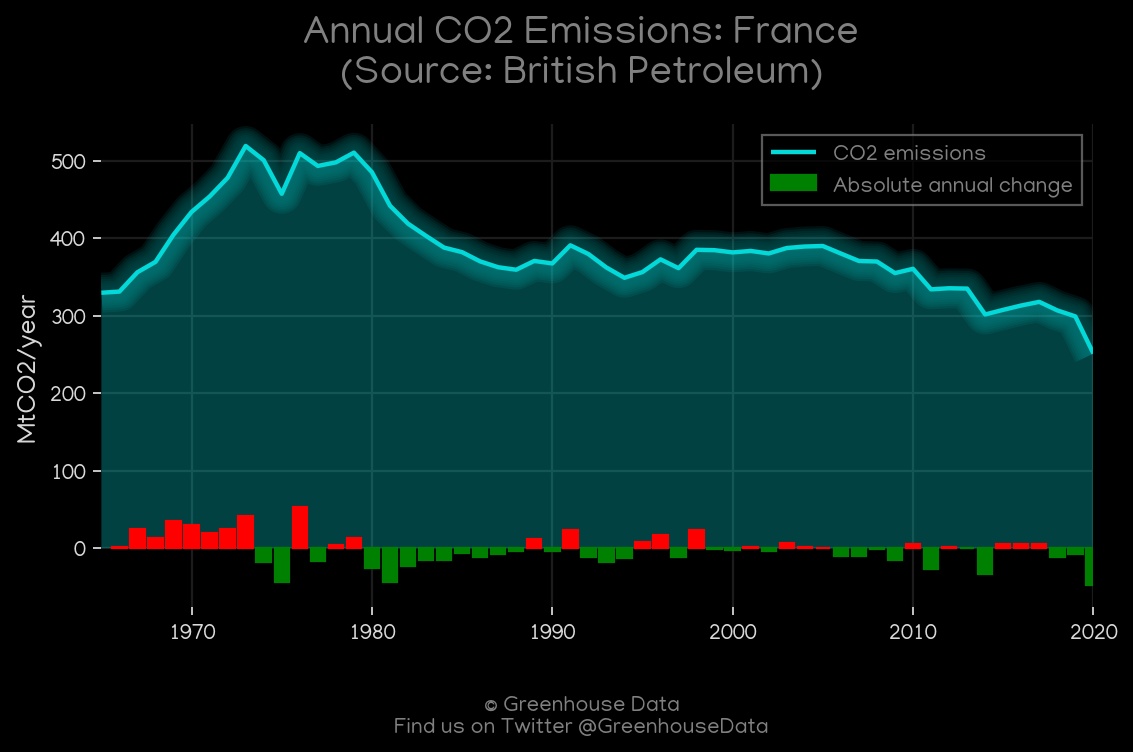 Annual CO2 Emissions: France
(Source: British Petroleum)
CO2 emissions
Absolute annual change
MtCO2/year
500
400
300
200
100
0
1970 1980 1990 2000 2010 2020
© Greenhouse Data
Find us on Twitter @GreenhouseData